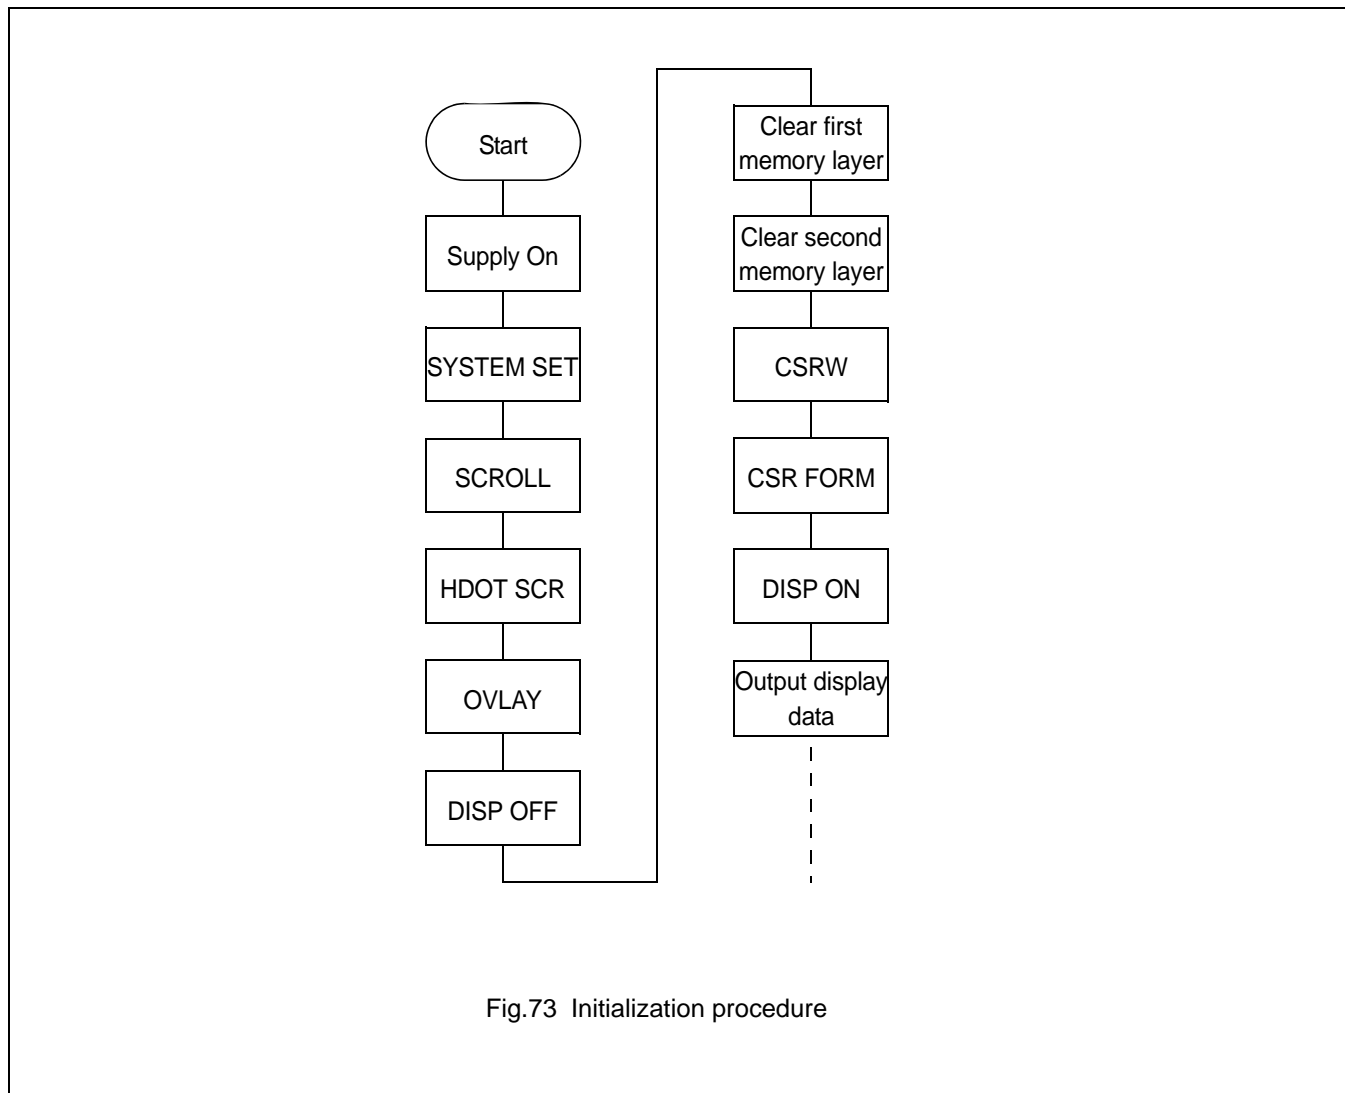 Start
Supply On
SYSTEM SET
SCROLL
HDOT SCR
OVLAY
DISP OFF
Clear first
memory layer
Clear second
memory layer
CSRW
CSR FORM
DISP ON
Output display
data
Fig.73 Initialization procedure